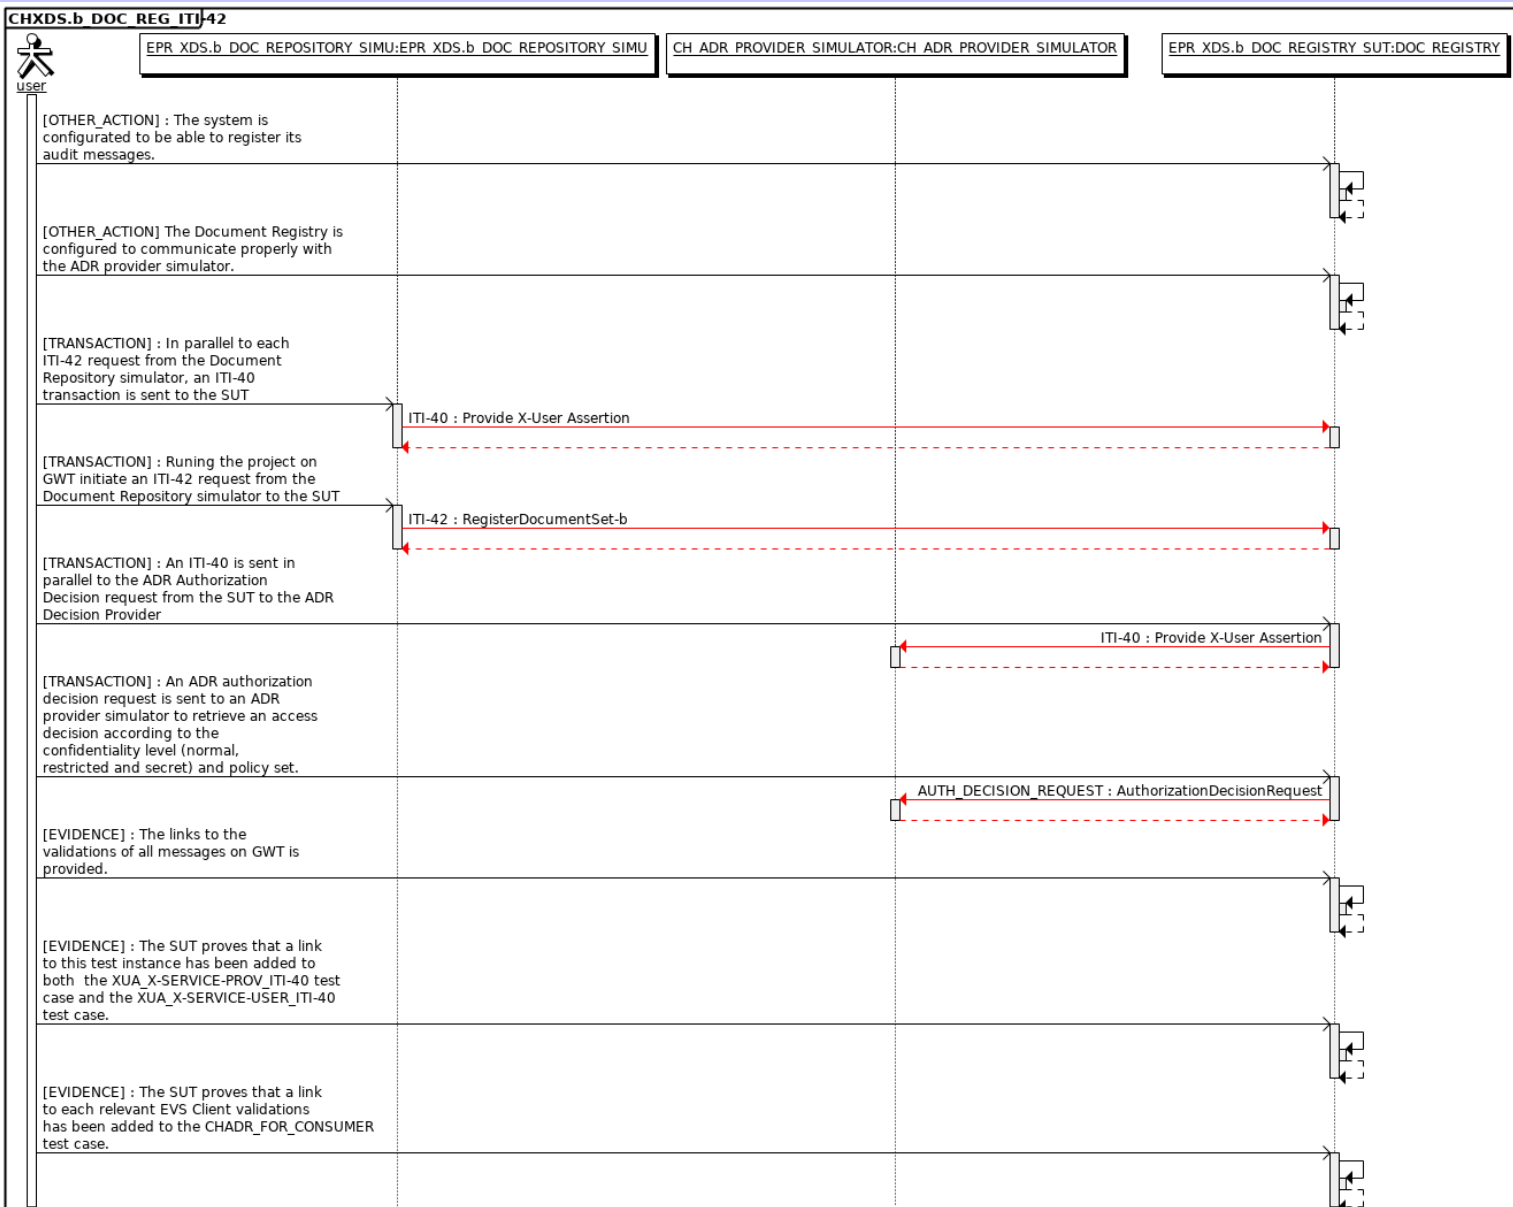 CHXDS.b_DOC_REG_ITI-42
EPR_XDS.b_DOC_REPOSITORY_SIMU:EPR_XDS.b_DOC_REPOSITORY_SIMU
CH_ADR_PROVIDER_SIMULATOR:CH_ADR_PROVIDER_SIMULATOR
EPR_XDS.b_DOC_REGISTRY_SUT:DOC_REGISTRY
user
[OTHER_ACTION] : The system is
configurated to be able to register its
audit messages.
[OTHER_ACTION] The Document Registry is
configured to communicate properly with
the ADR provider simulator.
[TRANSACTION] : In parallel to each
ITI-42 request from the Document
Repository simulator, an ITI-40
transaction is sent to the SUT
ITI-40 : Provide X-User Assertion
[TRANSACTION] : Runing the project on
GWT initiate an ITI-42 request from the
Document Repository simulator to the SUT
ITI-42 : RegisterDocumentSet-b
[TRANSACTION] : An ITI-40 is sent in
parallel to the ADR Authorization
Decision request from the SUT to the ADR
Decision Provider
ITI-40 : Provide X-User Assertion
[TRANSACTION] : An ADR authorization
decision request is sent to an ADR
provider simulator to retrieve an access
decision according to the
confidentiality level (normal,
restricted and secret) and policy set.
AUTH_DECISION_REQUEST : AuthorizationDecisionRequest
[EVIDENCE] : The links to the
validations of all messages on GWT is
provided.
[EVIDENCE] : The SUT proves that a link
to this test instance has been added to
both  the XUA_X-SERVICE-PROV_ITI-40 test
case and the XUA_X-SERVICE-USER_ITI-40
test case.
[EVIDENCE] : The SUT proves that a link
to each relevant EVS Client validations
has been added to the CHADR_FOR_CONSUMER
test case.